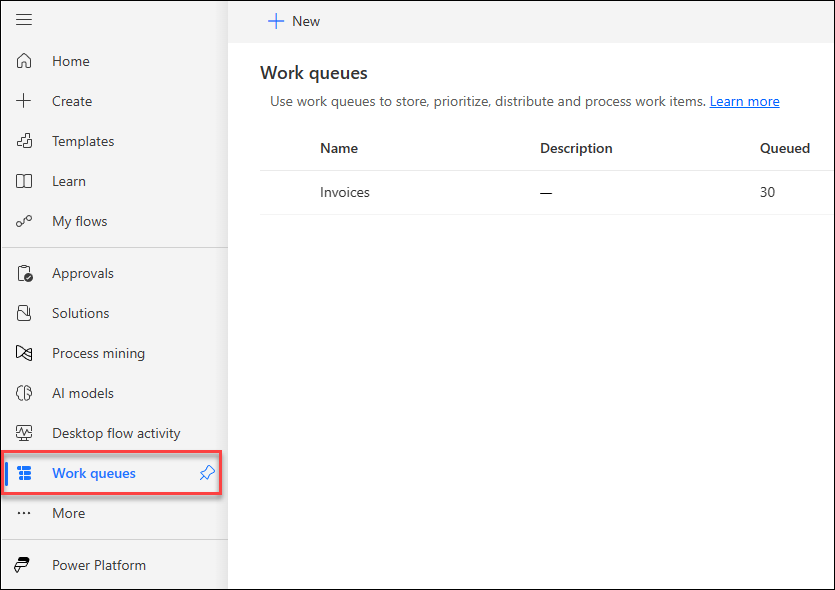 New
Home
Create
Templates
Learn
My flows
Approvals
Solutions
Process mining
AI models
Desktop flow activity
Work queues
More
Power Platform
Work queues
Use work queues to store, prioritize, distribute and process work items. Learn more
Name Description Queued
Invoices — 30